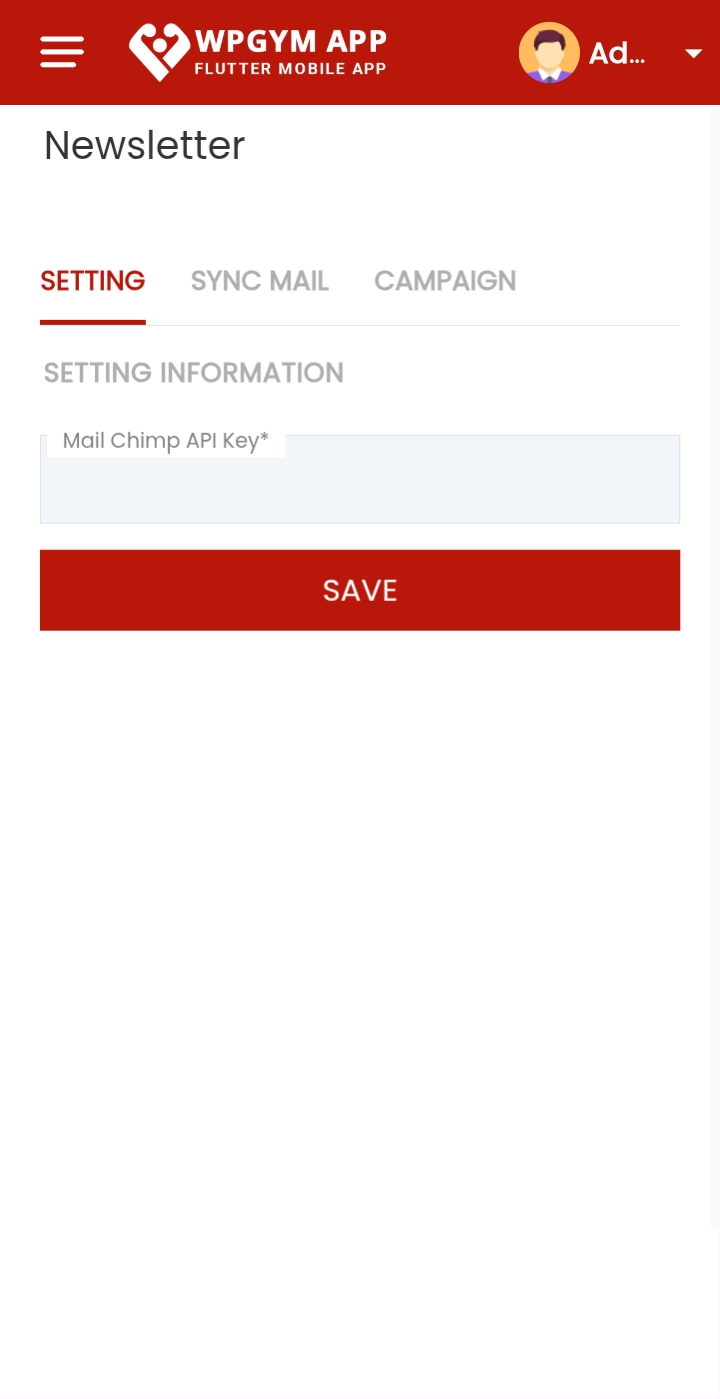 WPGYM APP
FLUTTER MOBILE APP
Ad...
Newsletter
SETTING
SYNC MAIL
CAMPAIGN
SETTING INFORMATION
Mail Chimp API Key*
SAVE